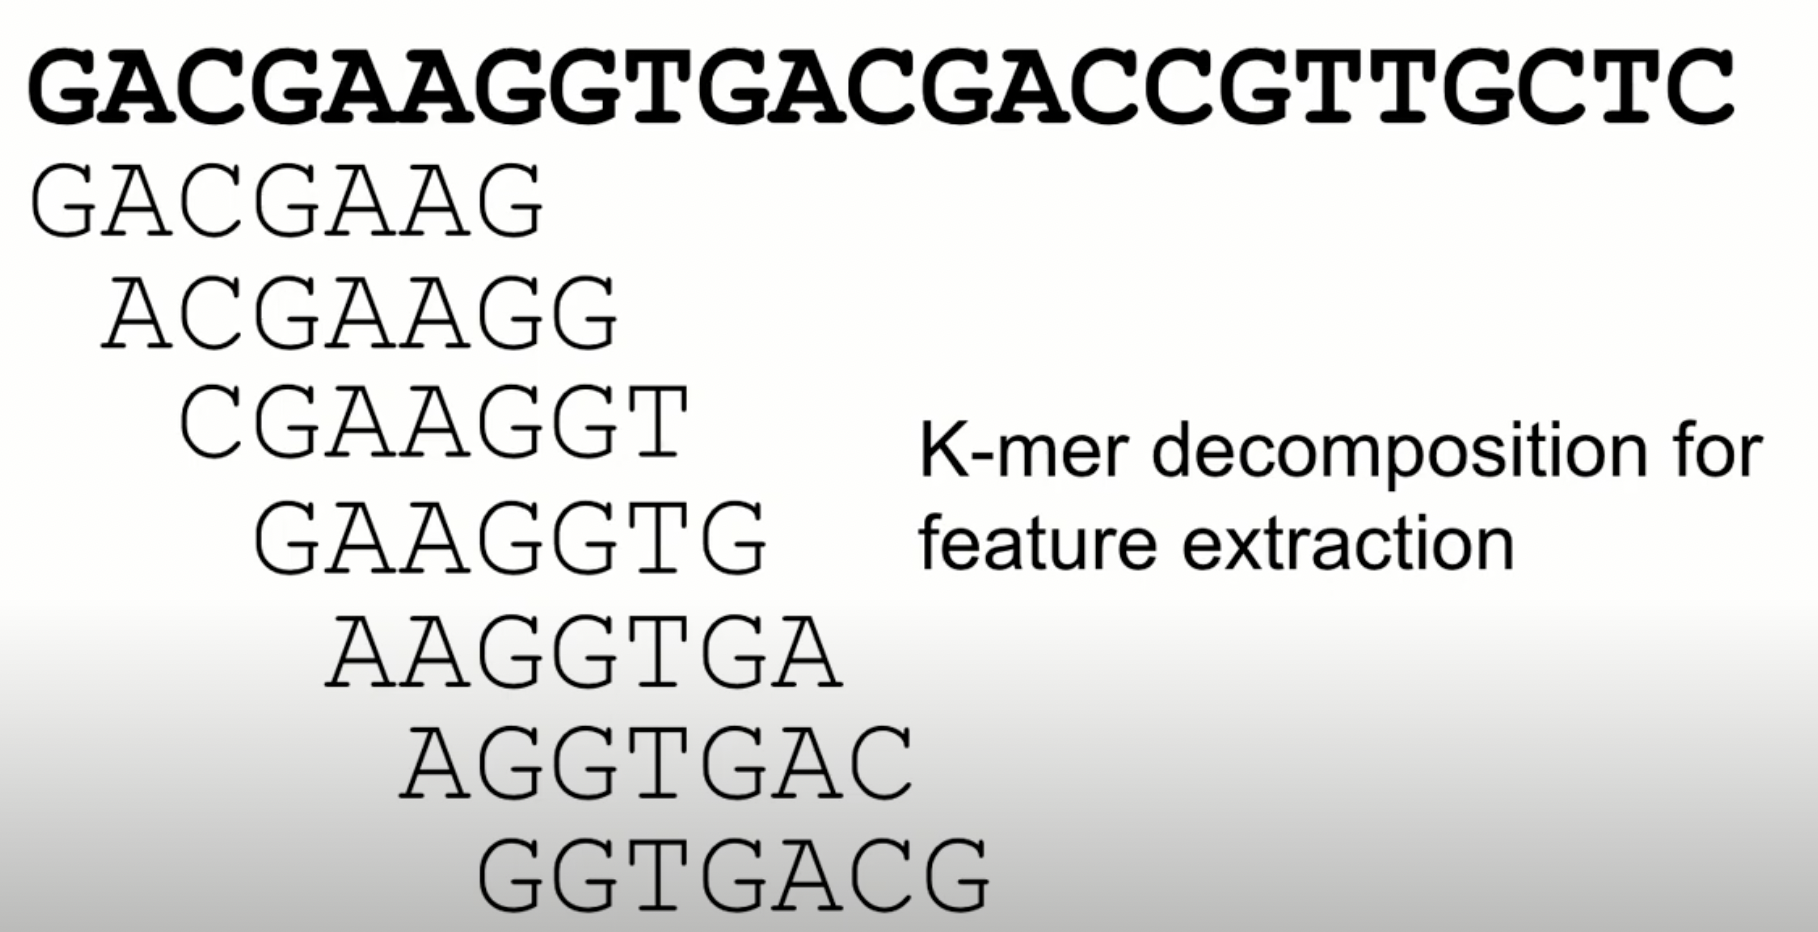 GACGAAGGTGACGACCGTTGCTC
GACGAAG
ACGAAGG
CGAAGGT
K-mer decomposition for
feature extraction
GAAGGTG
AAGGTGA
AGGTGAC
GGTGACG